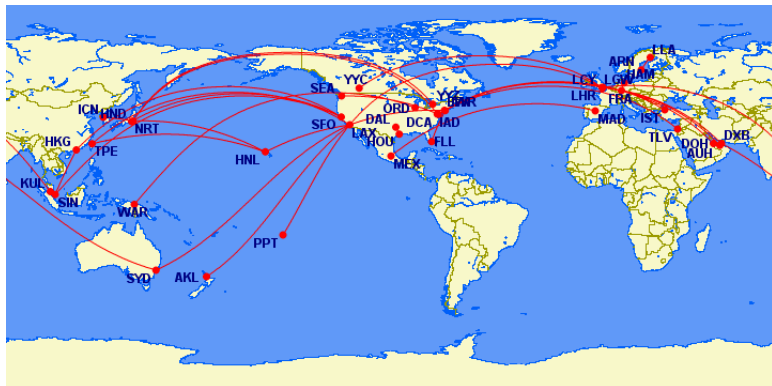 LLA
ARN
HAM
LCY
LGW
LHR
FRA
MAD
IST
TLV
DXB
DOH
AUH
YYC
SEA
YYZ
ORD
DAL
DCA
IAD
SFO
LAX
HOU
FLL
MEX
ICN
HND
NRT
HKG
TPE
HNL
KUL
SIN
WAR
PPT
SYD
AKL